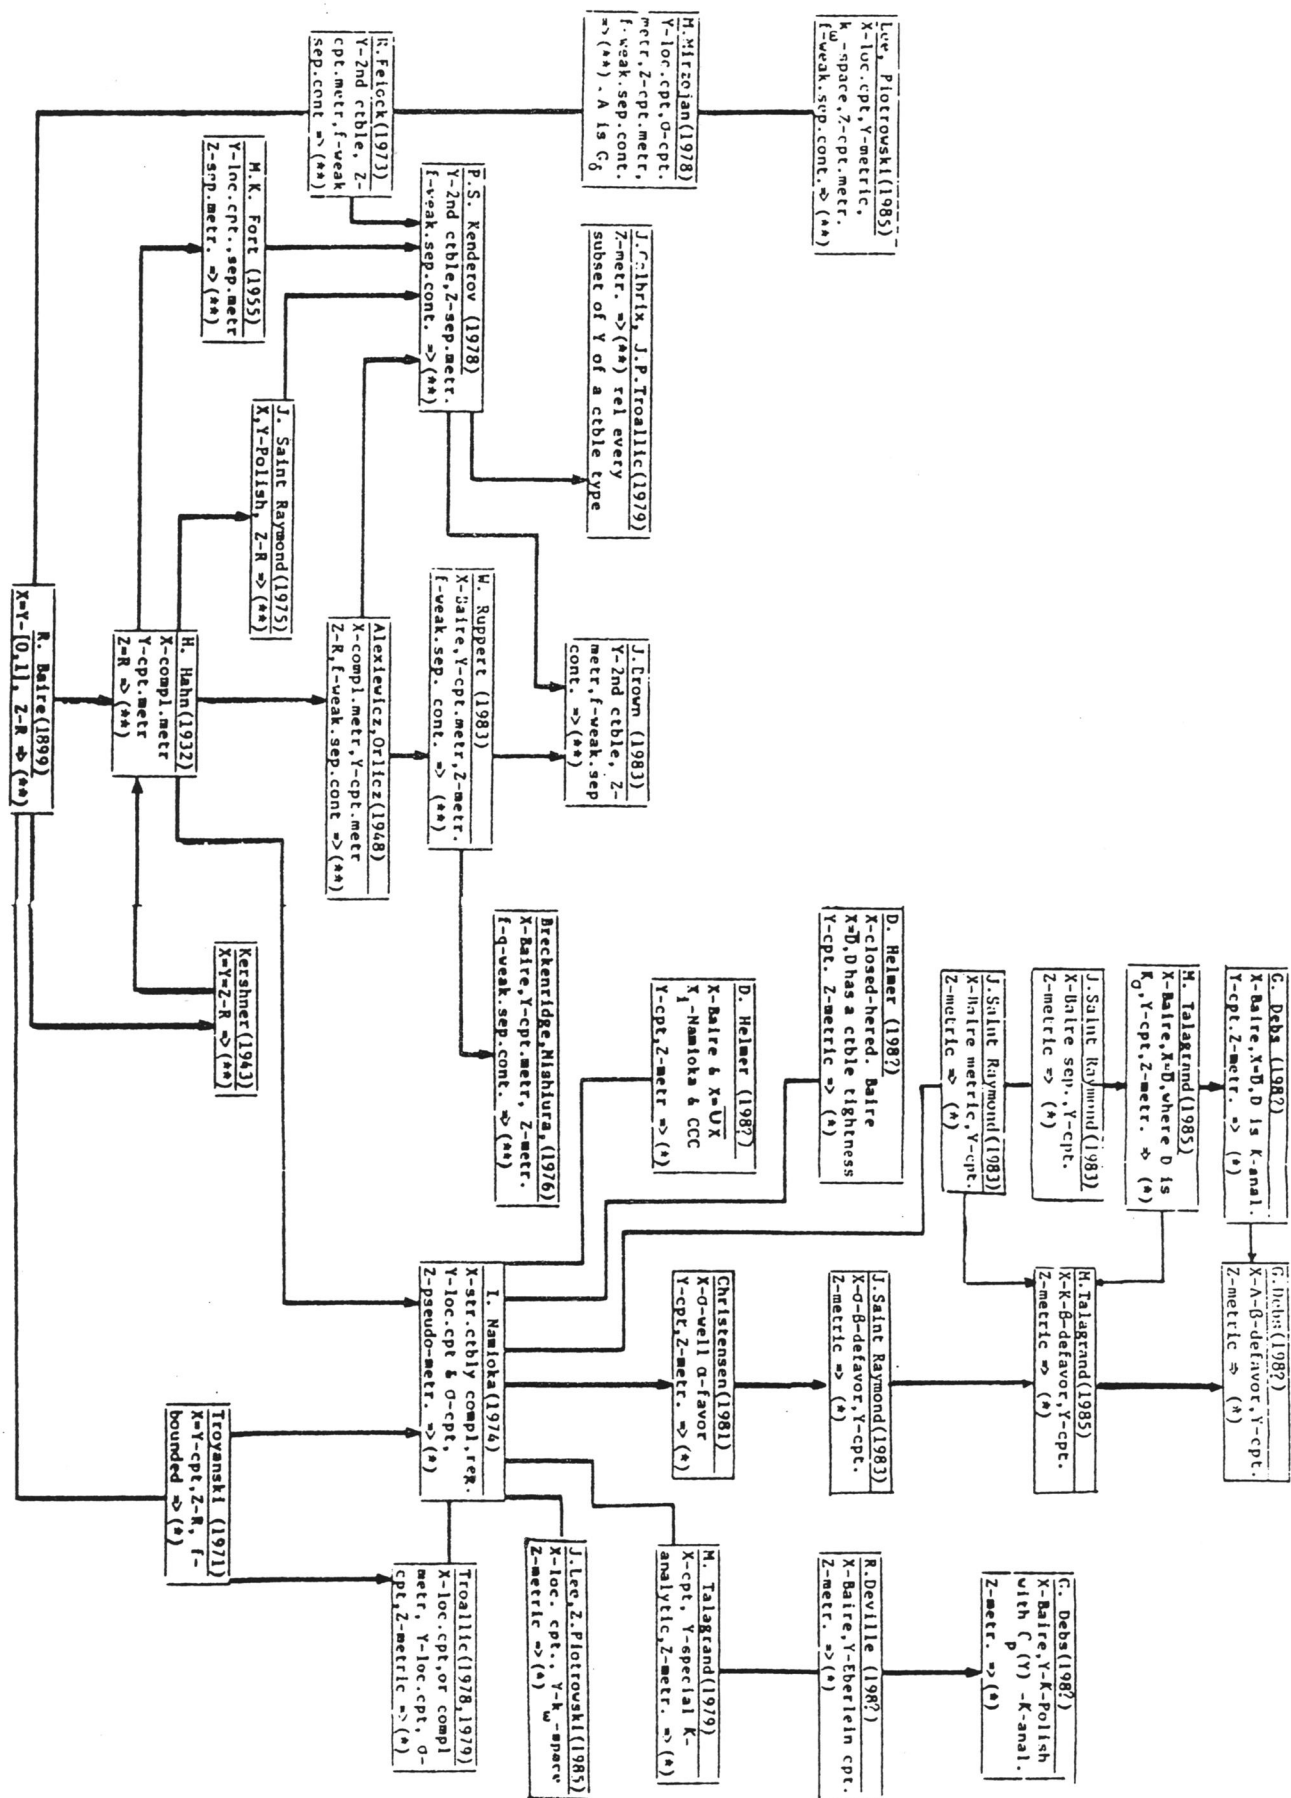 Lee, Piotrowski(1985)
X-loc.cpt,Y-metric,
kω-space,Z-cpt.metr.
f-weak.sep.cont.=>(**)
M.Mirzojan(1978)
Y-loc.cpt,σ-cpt.
metr,Z-cpt.metr,
f-weak.sep.cont.
=>(**).A is Gδ
R.Feiock(1973)
Y-2nd ctble, Z-
cpt.metr,f-weak
sep.cont =>(**)
M.K. Fort (1955)
Y-loc.cpt.,sep.metr
Z-sep.metr. =>(**)
P.S. Kenderov (1978)
Y-2nd ctble,Z-sep.metr.
f-weak.sep.cont. =>(**)
J.Calbrix, J.P.Troallic(1979)
Z-metr. =>(**) rel every
subset of Y of a ctble type
J. Saint Raymond(1975)
X,Y-Polish, Z-R =>(**)
R. Baire(1899)
X=Y-[0,1], Z-R =>(**)
H. Hahn(1932)
X-compl.metr
Y-cpt.metr
Z=R =>(**)
Alexiewicz,Orlicz(1948)
X-compl.metr,Y-cpt.metr
Z-R,f-weak.sep.cont =>(**)
W. Ruppert (1983)
X-Baire,Y-cpt.metr,Z-metr.
f-weak.sep. cont. => (**)
J.Crown (1983)
Y-2nd ctble, Z-
metr,f-weak.sep
cont. =>(**)
Kershner(1943)
X=Y=Z-R =>(**)
Breckenridge,Nishiura,(1976)
X-Baire,Y-cpt.metr, Z-metr.
f-q-weak.sep.cont. =>(**)
D. Helmer (198?)
X-Baire & X=UX
Xi-Namioka & CCC
Y-cpt,Z-metr =>(*)
D. Helmer (198?)
X-closed-hered. Baire
X=D,D has a ctble tightness
Y-cpt. Z-metric =>(*)
J.Saint Raymond(1983)
X-Baire metric,Y-cpt.
Z-metric =>(*)
J.Saint Raymond(1983)
X-Baire sep.,Y-cpt.
Z-metric =>(*)
M. Talagrand(1985)
X-Baire,X=D,where D is
Kσ,Y-cpt,Z-metr. => (*)
G. Debs (198?)
X-Baire,X=D,D is K-anal.
Y-cpt.Z-metr. =>(*)
I. Namioka(1974)
X-str.ctbly compl,reg.
Y-loc.cpt & σ-cpt,
Z-pseudo-metr. =>(*)
Christensen(1981)
X-σ-well α-favor
Y-cpt,Z-metr. =>(*)
J.Saint Raymond(1983)
X-σ-β-defavor,Y-cpt.
Z-metric =>(*)
M.Talagrand(1985)
X-K-β-defavor,Y-cpt.
Z-metric =>(*)
G.Debs(198?)
X-A-β-defavor,Y-cpt.
Z-metric => (*)
Troyanski (1971)
X=Y-cpt,Z-R, f-
bounded =>(*)
Troallic(1978,1979)
X-loc.cpt,or compl
metr, Y-loc.cpt, σ-
cpt,Z-metric =>(*)
J.Lee,Z.Piotrowski(1985)
X-loc. cpt., Y-kω-space
Z-metric =>(*)
M. Talagrand(1979)
X-cpt, Y-special K-
analytic,Z-metr. =>(*)
R.Deville (198?)
X-Baire,Y-Eberlein cpt.
Z-metr. =>(*)
G. Debs(198?)
X-Baire,Y-K-Polish
with Cp(Y) -K-anal.
Z-metr. =>(*)